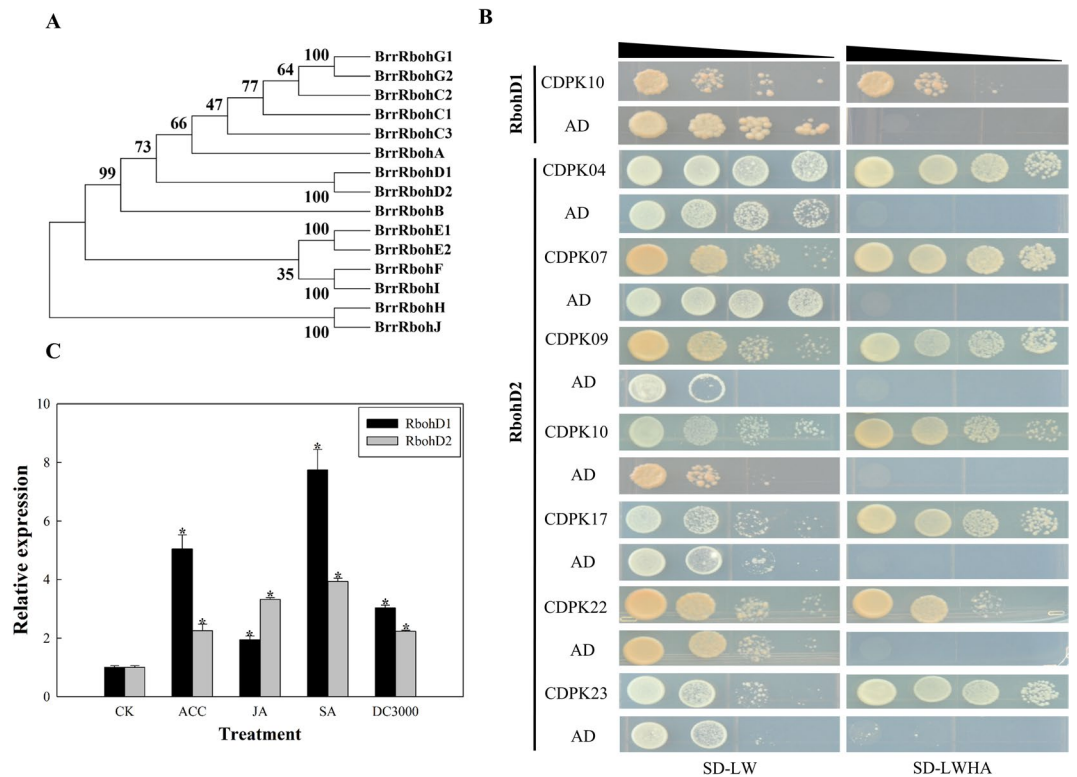 A
100
BrrRbohG1
64
BrrRbohG2
77
BrrRbohC2
47
BrrRbohC1
66
BrrRbohC3
73
BrrRbohA
99
BrrRbohD1
100
BrrRbohD2
BrrRbohB
100
BrrRbohE1
BrrRbohE2
35
BrrRbohF
100
BrrRbohI
BrrRbohH
100
BrrRbohJ
B
RbohD1
CDPK10
AD
RbohD2
CDPK04
AD
CDPK07
AD
CDPK09
AD
CDPK10
AD
CDPK17
AD
CDPK22
AD
CDPK23
AD
SD-LW
SD-LWHA
C
Relative expression
10
8
6
4
2
0
RbohD1
RbohD2
*
*
*
*
*
*
*
*
CK
ACC
JA
SA
DC3000
Treatment